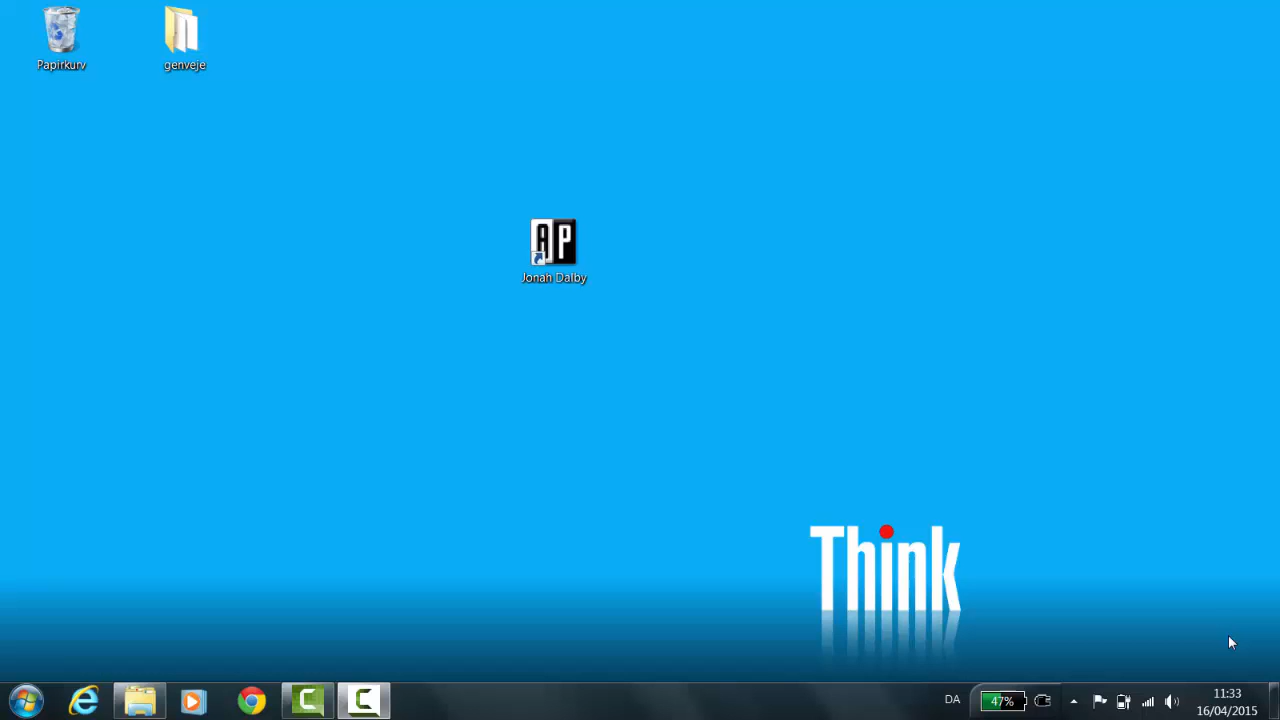 Papirkurv
genveje
AP
Jonah Dalby
Think
DA
47%
11:33
16/04/2015